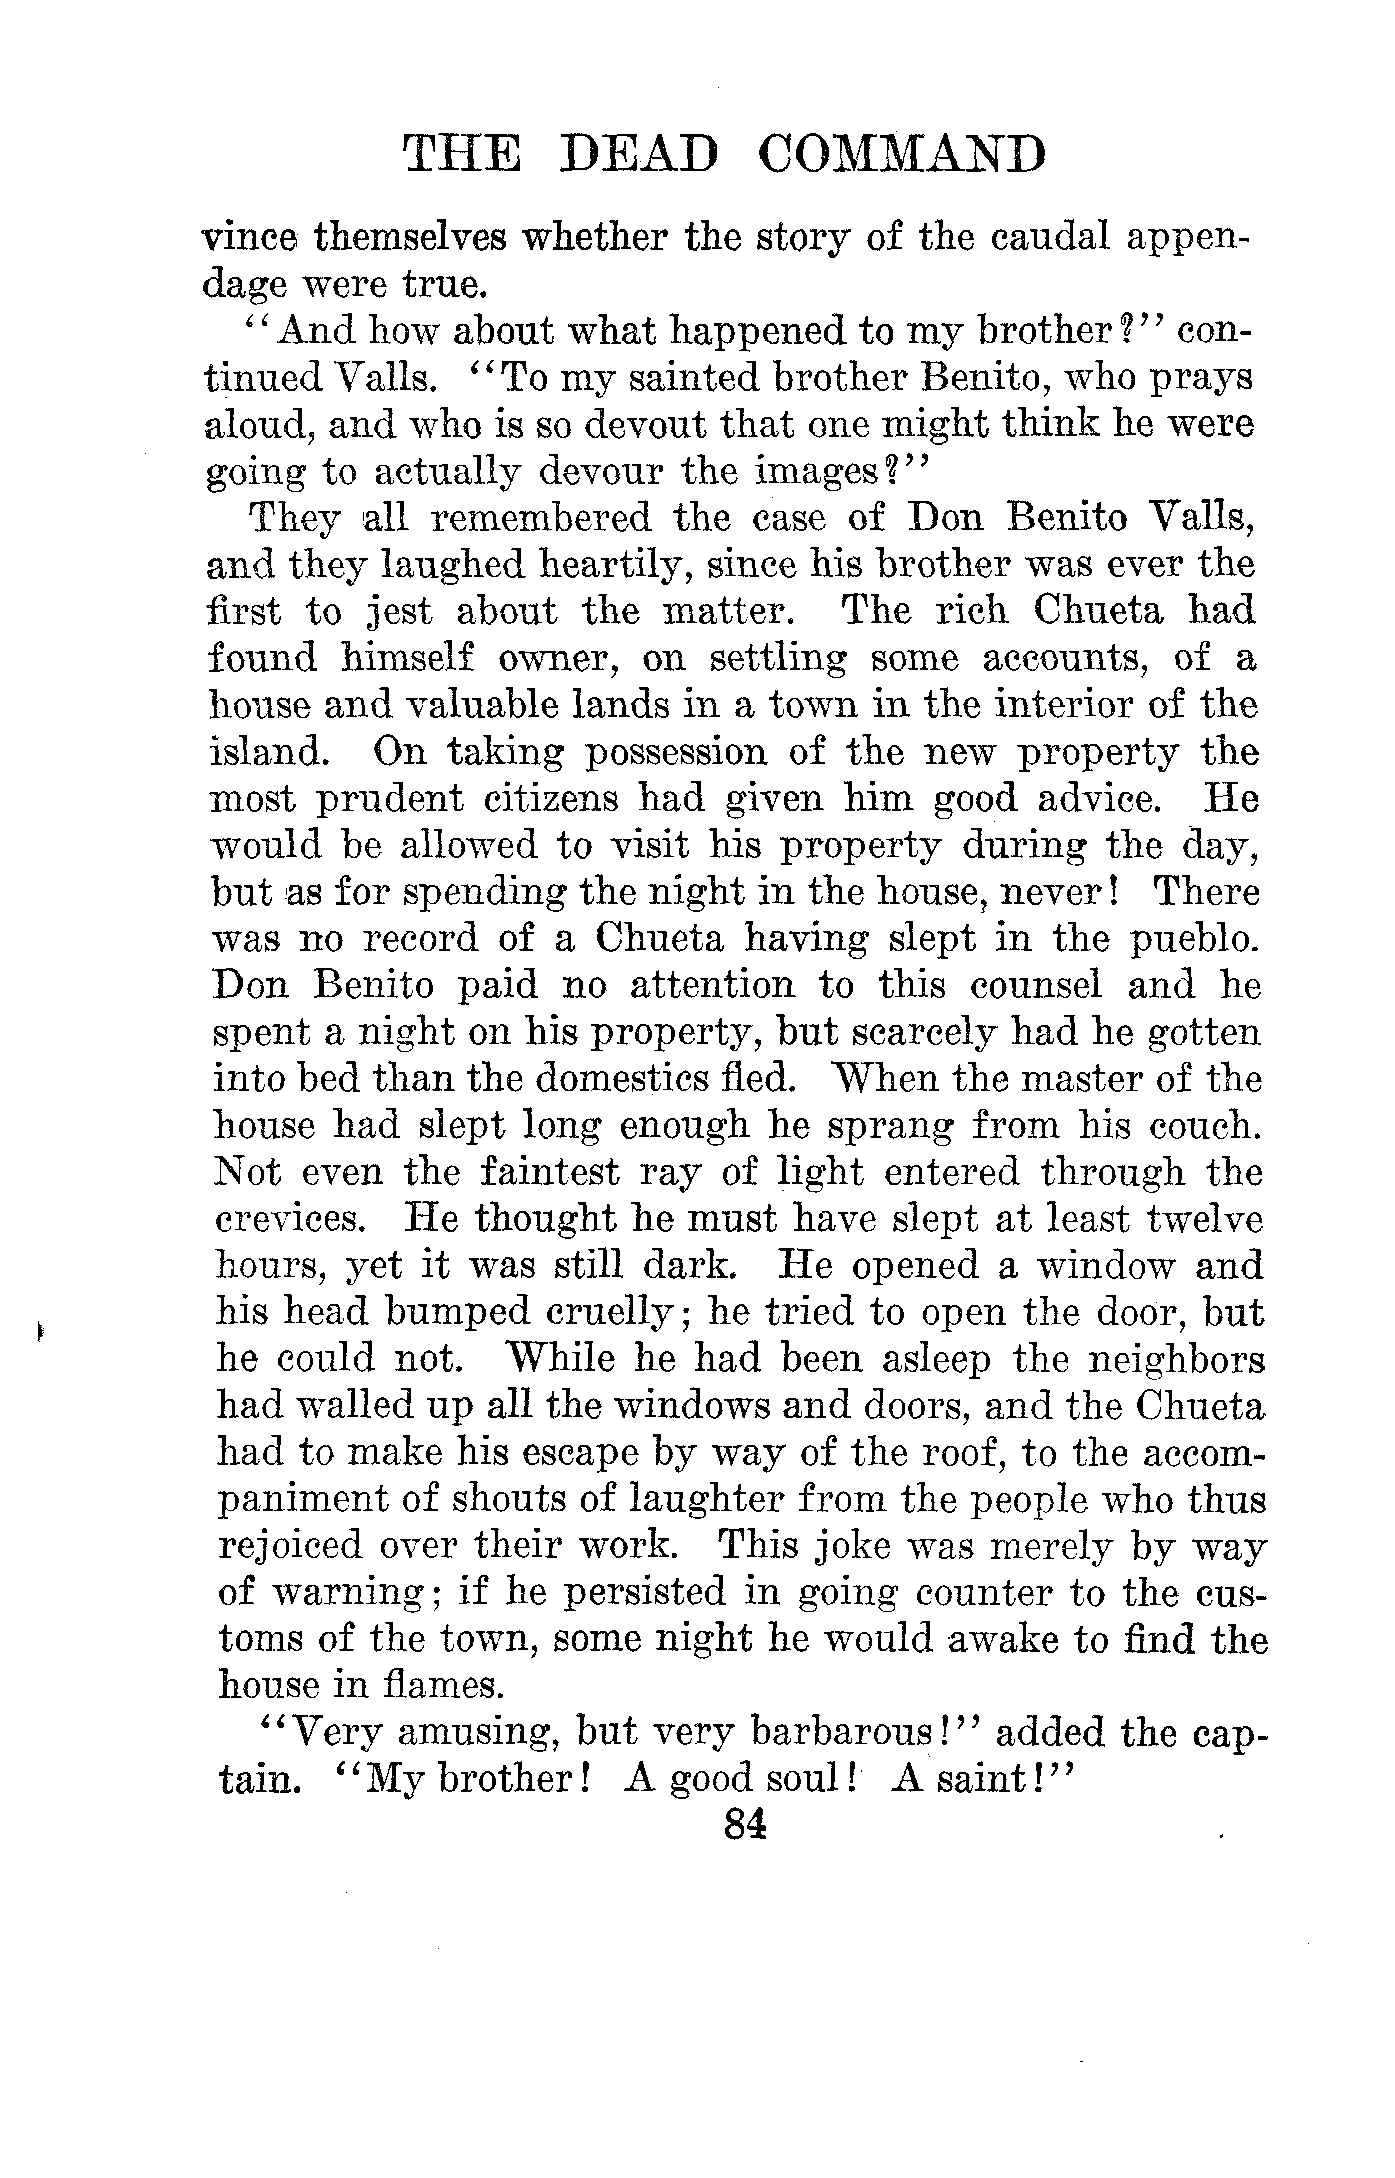 THE DEAD COMMAND
vince themselves whether the story of the caudal appen-
dage were true.
"And how about what happened to my brother?" con-
tinued Valls. "To my sainted brother Benito, who prays
aloud, and who is so devout that one might think he were
going to actually devour the images?"
They all remembered the case of Don Benito Valls,
and they laughed heartily, since his brother was ever the
first to jest about the matter. The rich Chueta had
found himself owner, on settling some accounts, of a
house and valuable lands in a town in the interior of the
island. On taking possession of the new property the
most prudent citizens had given him good advice. He
would be allowed to visit his property during the day,
but as for spending the night in the house, never! There
was no record of a Chueta having slept in the pueblo.
Don Benito paid no attention to this counsel and he
spent a night on his property, but scarcely had he gotten
into bed than the domestics fled. When the master of the
house had slept long enough he sprang from his couch.
Not even the faintest ray of light entered through the
crevices. He thought he must have slept at least twelve
hours, yet it was still dark. He opened a window and
his head bumped cruelly; he tried to open the door, but
he could not. While he had been asleep the neighbors
had walled up all the windows and doors, and the Chueta
had to make his escape by way of the roof, to the accom-
paniment of shouts of laughter from the people who thus
rejoiced over their work. This joke was merely by way
of warning; if he persisted in going counter to the cus-
toms of the town, some night he would awake to find the
house in flames.
"Very amusing, but very barbarous!" added the cap-
tain. "My brother! A good soul! A saint!"
84